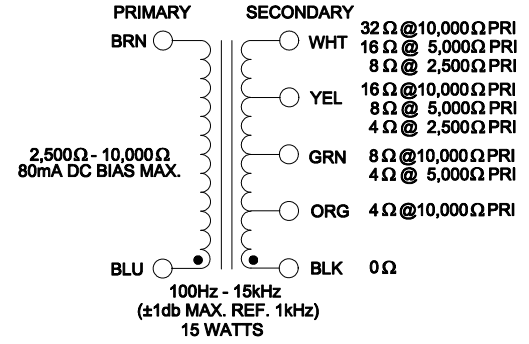 PRIMARY SECONDARY
BRN WHT 32 Ω @10,000 Ω PRI
16 Ω @ 5,000 Ω PRI
8 Ω @ 2,500 Ω PRI
YEL 16 Ω @10,000 Ω PRI
8 Ω @ 5,000 Ω PRI
4 Ω @ 2,500 Ω PRI
2,500Ω - 10,000Ω
80mA DC BIAS MAX.
GRN 8 Ω @10,000 Ω PRI
4 Ω @ 5,000 Ω PRI
ORG 4 Ω @10,000 Ω PRI
BLU BLK 0 Ω
100Hz - 15kHz
(±1db MAX. REF. 1kHz)
15 WATTS